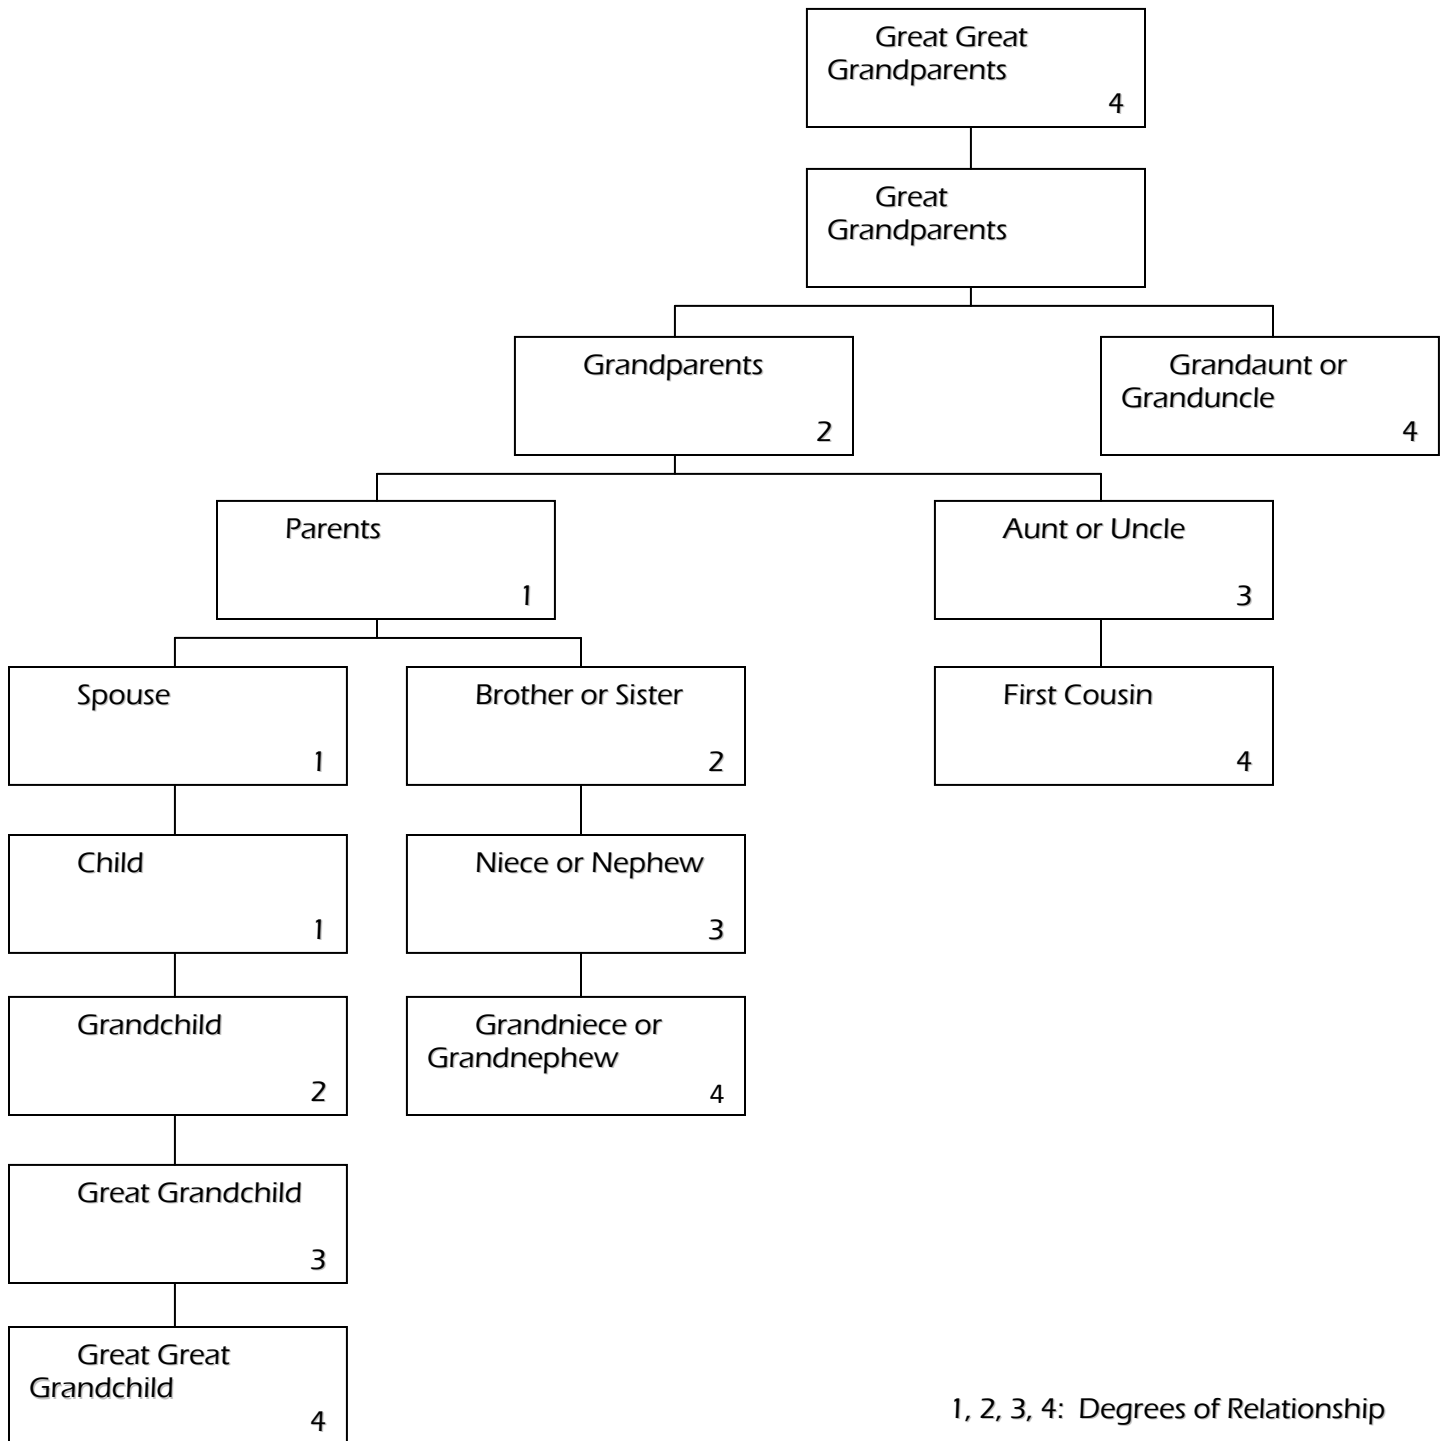 Great Great
Grandparents
4
Great
Grandparents
Grandparents
2
Grandaunt or
Granduncle
4
Parents
1
Aunt or Uncle
3
Spouse
1
Brother or Sister
2
First Cousin
4
Child
1
Niece or Nephew
3
Grandchild
2
Grandniece or
Grandnephew
4
Great Grandchild
3
Great Great
Grandchild
4
1, 2, 3, 4: Degrees of Relationship